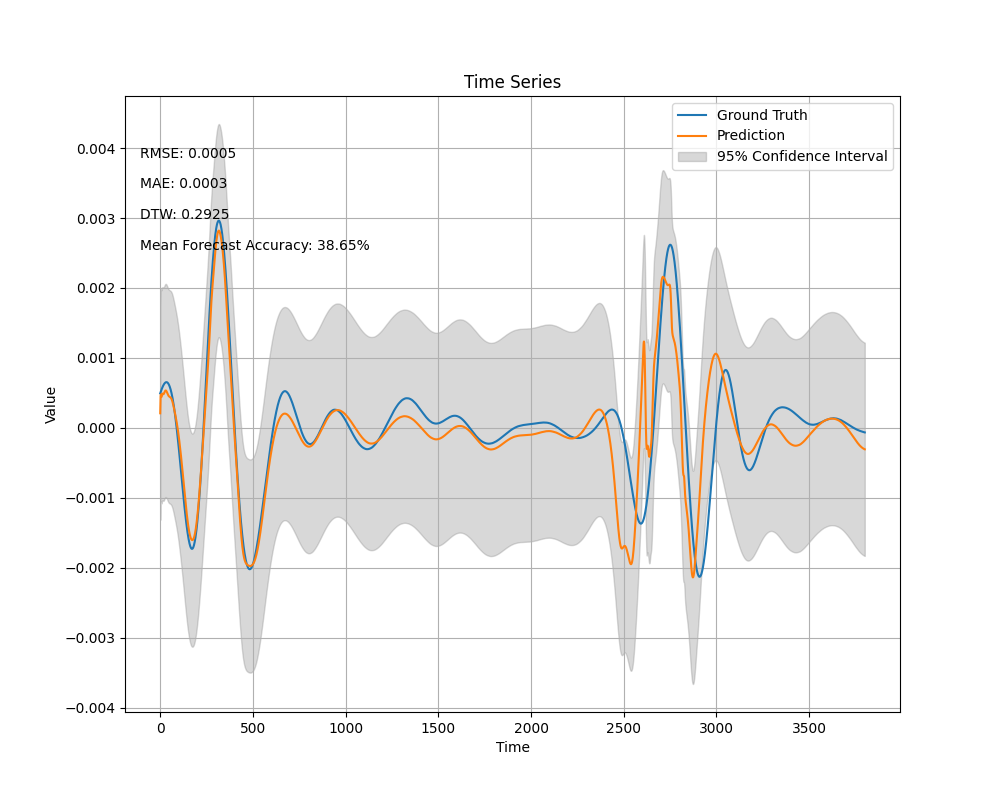 Time Series
Ground Truth
Prediction
95% Confidence Interval
RMSE: 0.0005
MAE: 0.0003
DTW: 0.2925
Mean Forecast Accuracy: 38.65%
0.004
0.003
0.002
0.001
0.000
−0.001
−0.002
−0.003
−0.004
Value
0 500 1000 1500 2000 2500 3000 3500
Time